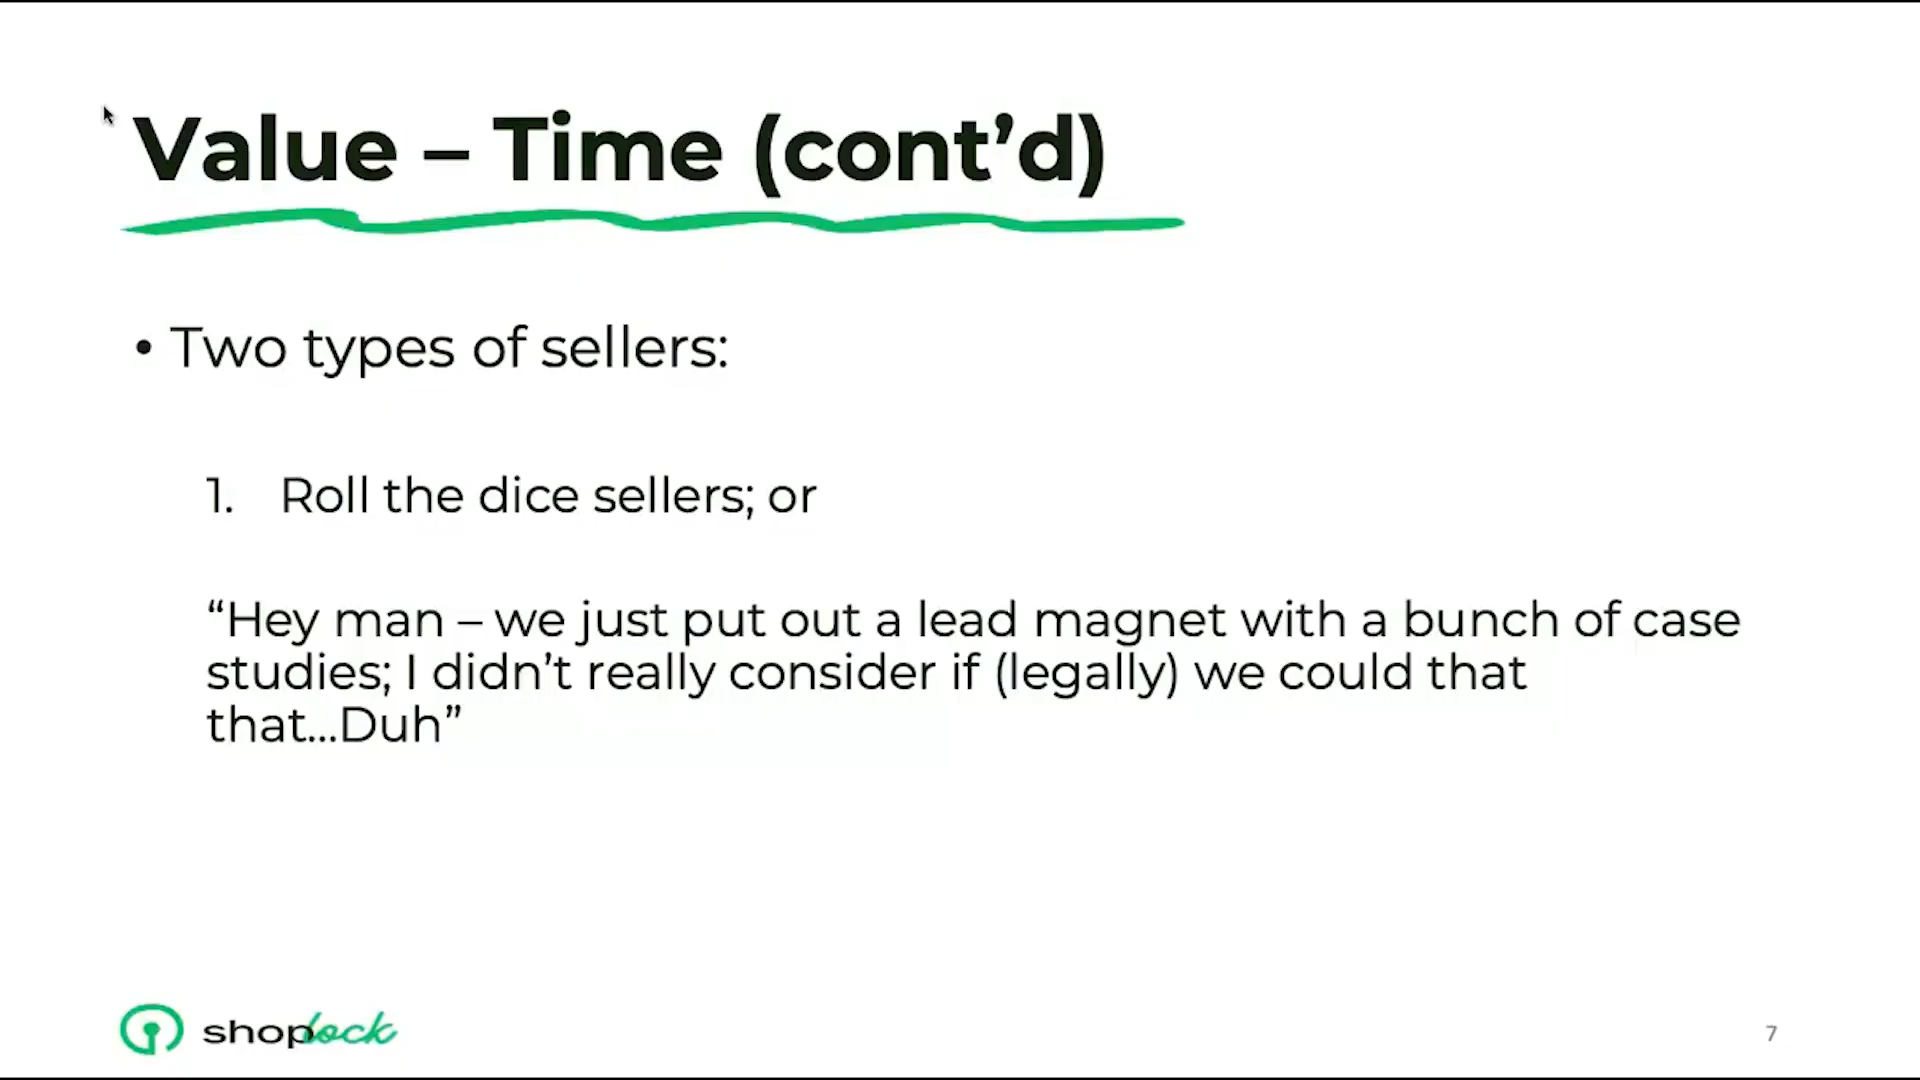 Value – Time (cont’d)
• Two types of sellers:
1. Roll the dice sellers; or
“Hey man – we just put out a lead magnet with a bunch of case
studies; I didn’t really consider if (legally) we could that
that...Duh”
shoplock
7